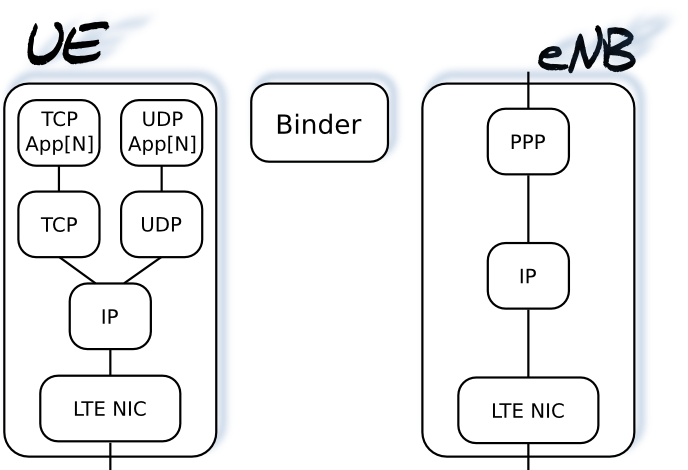 UE
TCP
App[N]
UDP
App[N]
TCP
UDP
IP
LTE NIC
Binder
eNB
PPP
IP
LTE NIC